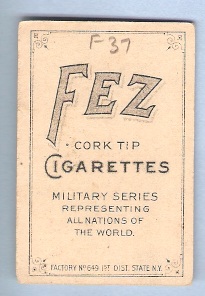 F-37
FEZ
· CORK TIP
CIGARETTES
MILITARY SERIES
REPRESENTING
ALL NATIONS OF
THE WORLD.
FACTORY Nº 649 1ST DIST. STATE N.Y.